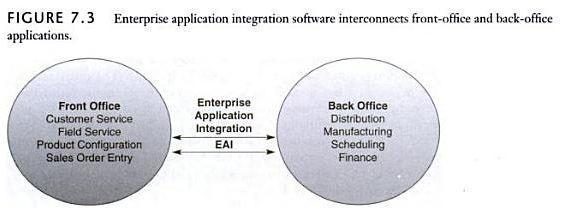 FIGURE 7.3 Enterprise application integration software interconnects front-office and back-office
applications.
Front Office
Customer Service
Field Service
Product Configuration
Sales Order Entry
Enterprise
Application
Integration
EAI
Back Office
Distribution
Manufacturing
Scheduling
Finance